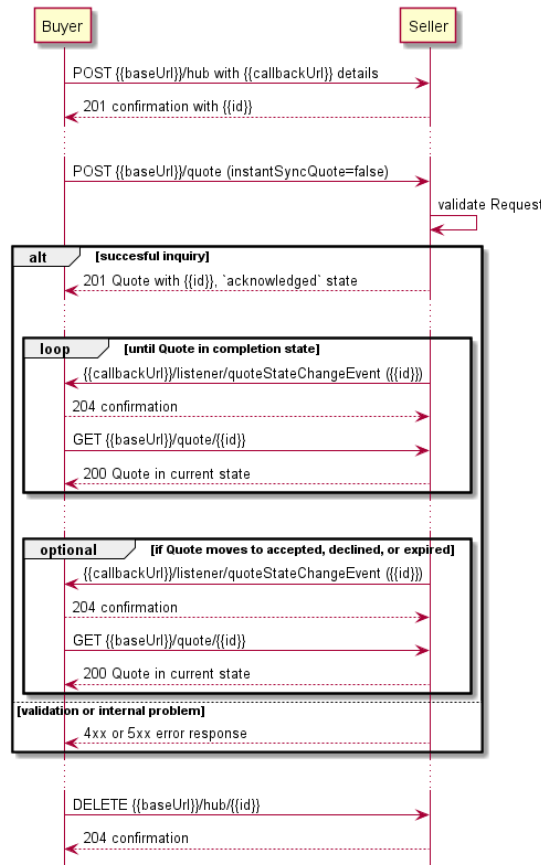 Buyer
Seller
POST {{baseUrl}}/hub with {{callbackUrl}} details
201 confirmation with {{id}}
POST {{baseUrl}}/quote (instantSyncQuote=false)
validate Request
alt [succesful inquiry]
201 Quote with {{id}}, `acknowledged` state
loop [until Quote in completion state]
{{callbackUrl}}/listener/quoteStateChangeEvent ({{id}})
204 confirmation
GET {{baseUrl}}/quote/{{id}}
200 Quote in current state
optional [if Quote moves to accepted, declined, or expired]
{{callbackUrl}}/listener/quoteStateChangeEvent ({{id}})
204 confirmation
GET {{baseUrl}}/quote/{{id}}
200 Quote in current state
[validation or internal problem]
4xx or 5xx error response
DELETE {{baseUrl}}/hub/{{id}}
204 confirmation